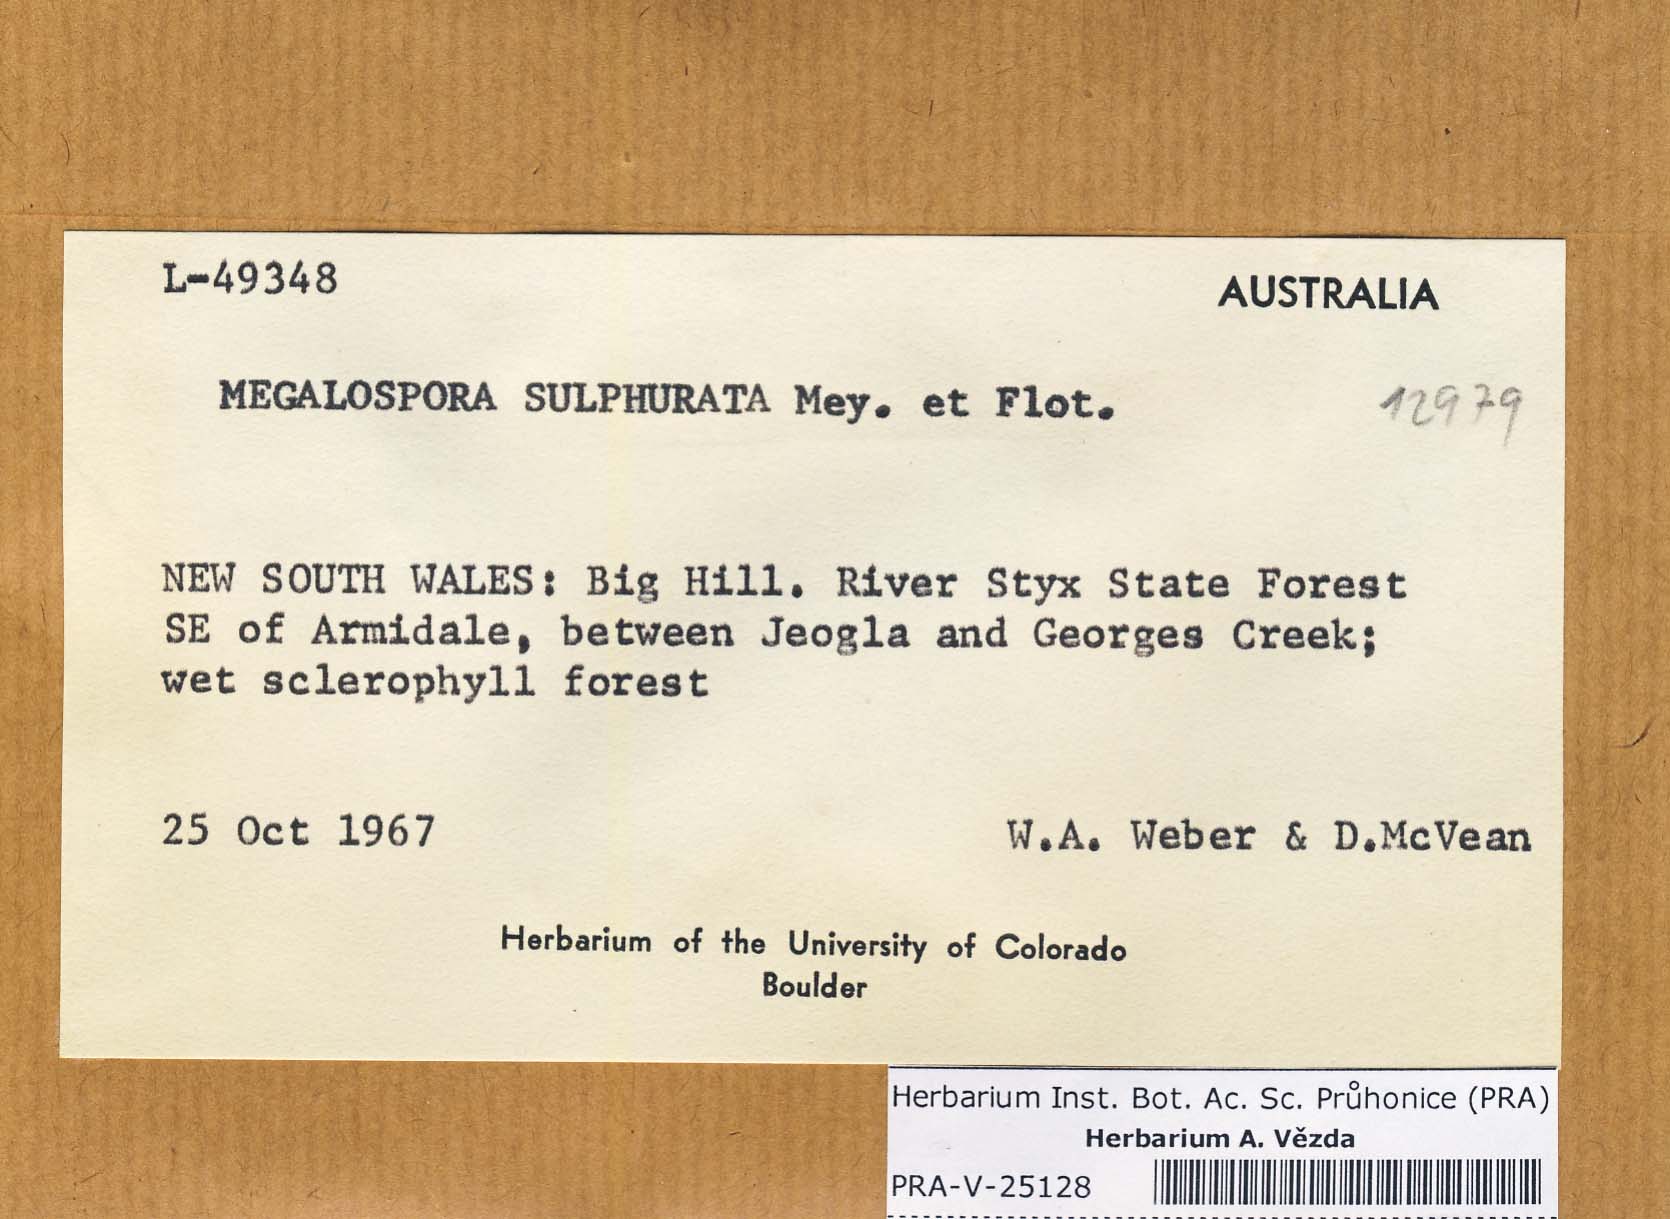 L-49348
AUSTRALIA
MEGALOSPORA SULPHURATA Mey. et Flot.
12979
NEW SOUTH WALES: Big Hill. River Styx State Forest
SE of Armidale, between Jeogla and Georges Creek;
wet sclerophyll forest
25 Oct 1967
W.A. Weber & D.McVean
Herbarium of the University of Colorado
Boulder
Herbarium Inst. Bot. Ac. Sc. Průhonice (PRA)
Herbarium A. Vězda
PRA-V-25128